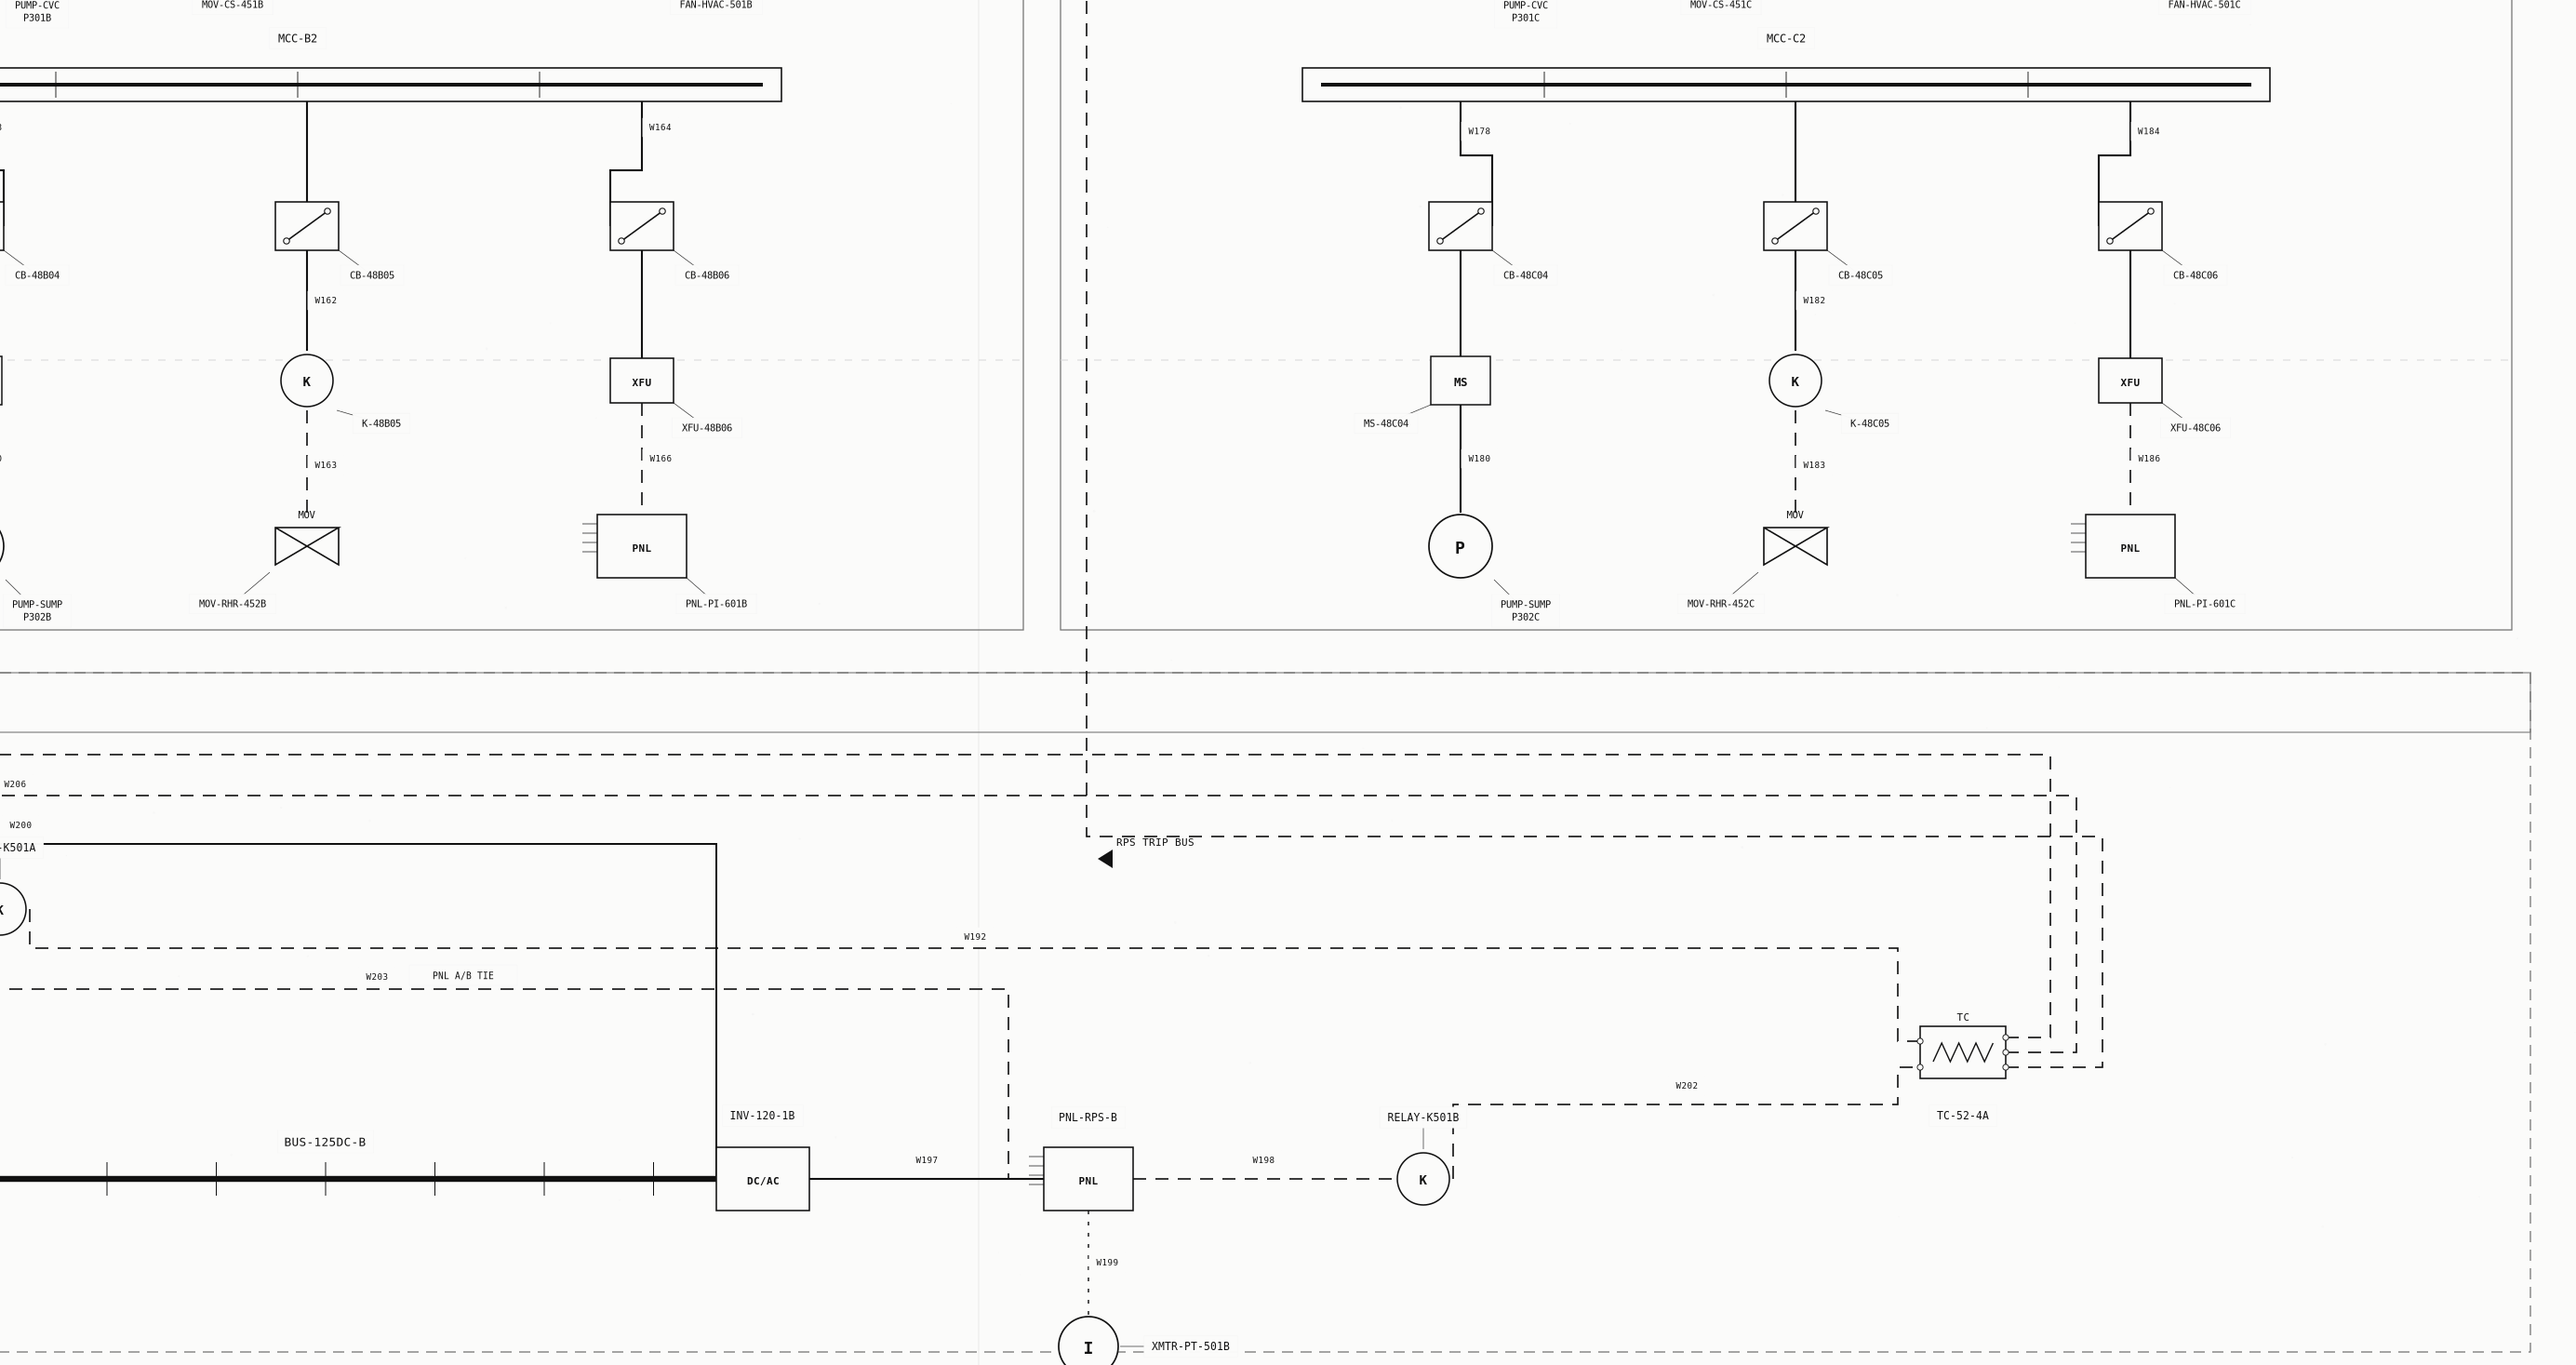 PUMP-CVC
P301B
MOV-CS-451B
FAN-HVAC-501B
PUMP-CVC
P301C
MOV-CS-451C
FAN-HVAC-501C
MCC-B2
MCC-C2
W164
W178
W184
CB-48B04
CB-48B05
CB-48B06
CB-48C04
CB-48C05
CB-48C06
W162
W182
K
XFU
MS
K
XFU
K-48B05
XFU-48B06
MS-48C04
K-48C05
XFU-48C06
W163
W166
W180
W183
W186
MOV
MOV
PNL
P
PNL
PUMP-SUMP
P302B
MOV-RHR-452B
PNL-PI-601B
PUMP-SUMP
P302C
MOV-RHR-452C
PNL-PI-601C
W206
W200
-K501A
RPS TRIP BUS
K
W192
W203
PNL A/B TIE
TC
W202
INV-120-1B
PNL-RPS-B
RELAY-K501B
TC-52-4A
BUS-125DC-B
W197
W198
DC/AC
PNL
K
W199
I
XMTR-PT-501B